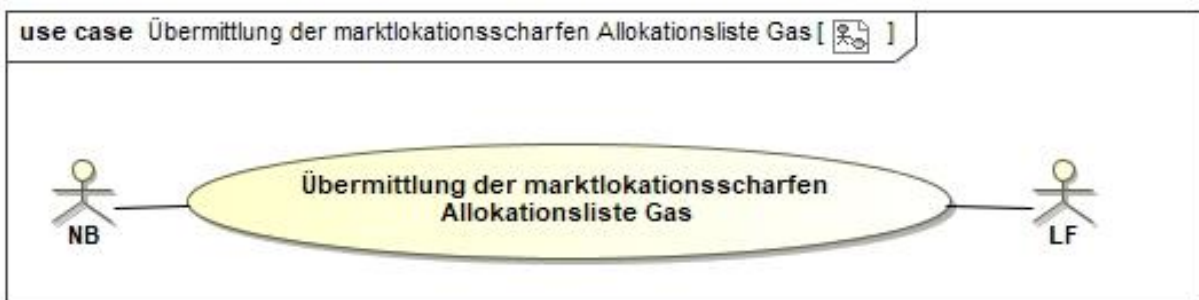 use case Übermittlung der marktlokationsscharfen Allokationsliste Gas [ ]
Übermittlung der marktlokationsscharfen
Allokationsliste Gas
NB
LF